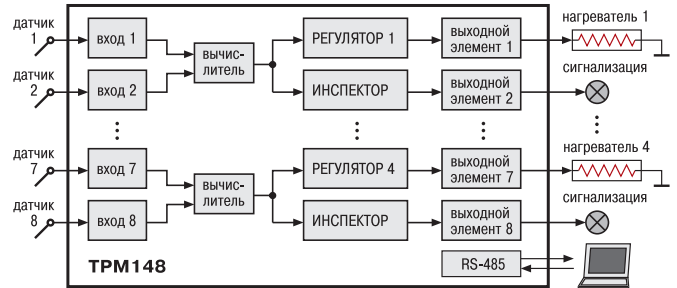 датчик
1
вход 1
вычис-
литель
РЕГУЛЯТОР 1
выходной
элемент 1
нагреватель 1
датчик
2
вход 2
ИНСПЕКТОР
выходной
элемент 2
сигнализация
датчик
7
вход 7
вычис-
литель
РЕГУЛЯТОР 4
выходной
элемент 7
нагреватель 4
датчик
8
вход 8
ИНСПЕКТОР
выходной
элемент 8
сигнализация
ТРМ148
RS-485